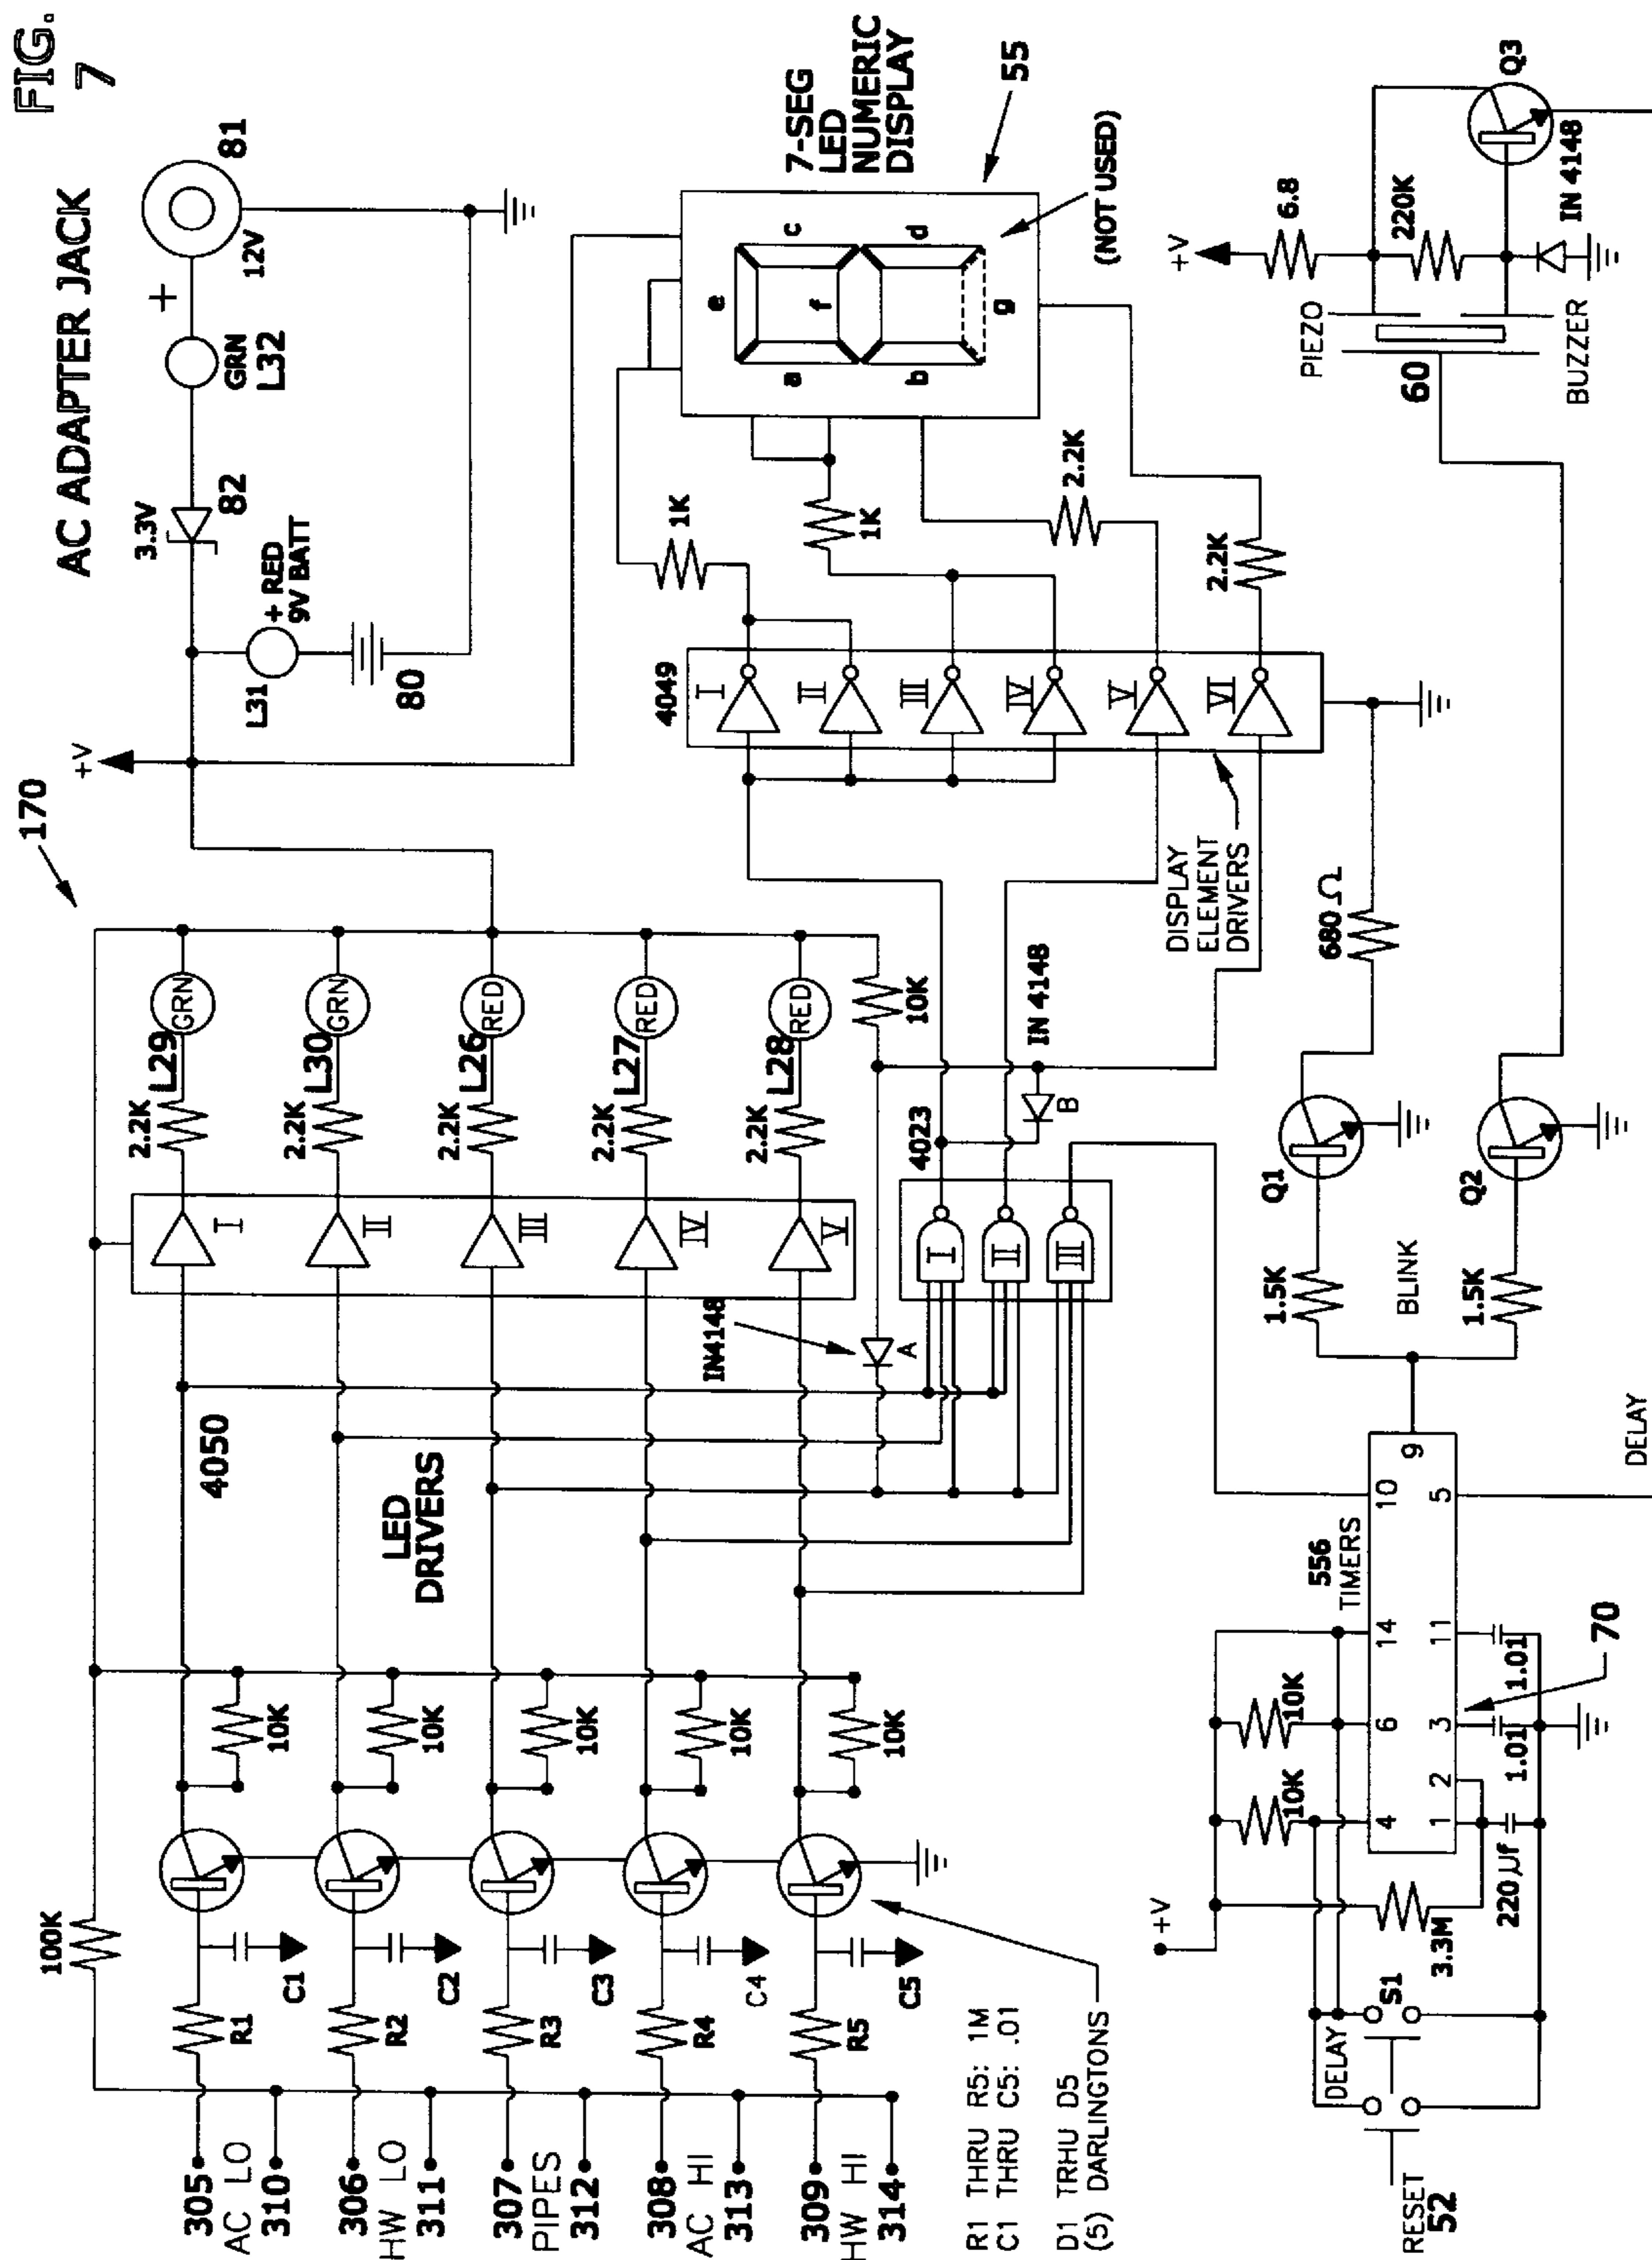 FIG.
7
170
AC ADAPTER JACK
81
12V
+
GRN
L32
3.3V
82
+ RED
9V BATT
L31
80
+V
100K
305
AC LO
310
306
HW LO
311
307
PIPES
312
308
AC HI
313
309
HW HI
314
R1
R2
R3
R4
R5
C1
C2
C3
C4
C5
10K
10K
10K
10K
10K
4050
LED
DRIVERS
I
II
III
IV
V
2.2K
2.2K
2.2K
2.2K
2.2K
L29
L30
L26
L27
L28
GRN
GRN
RED
RED
RED
10K
IN4148
A
4023
I
II
III
IN 4148
B
4049
I
II
III
IV
V
VI
1K
1K
2.2K
2.2K
DISPLAY
ELEMENT
DRIVERS
7-SEG
LED
NUMERIC
DISPLAY
55
(NOT USED)
a
b
c
d
e
f
g
R1 THRU R5: 1M
C1 THRU C5: .01
D1 TRHU D5
(5) DARLINGTONS
RESET
52
DELAY
S1
+V
3.3M
10K
10K
220 µf
1.01
1.01
556
TIMERS
70
4
6
14
10
1
2
3
11
5
9
DELAY
BLINK
1.5K
1.5K
Q1
Q2
680 Ω
PIEZO
60
BUZZER
+V
6.8
220K
IN 4148
Q3